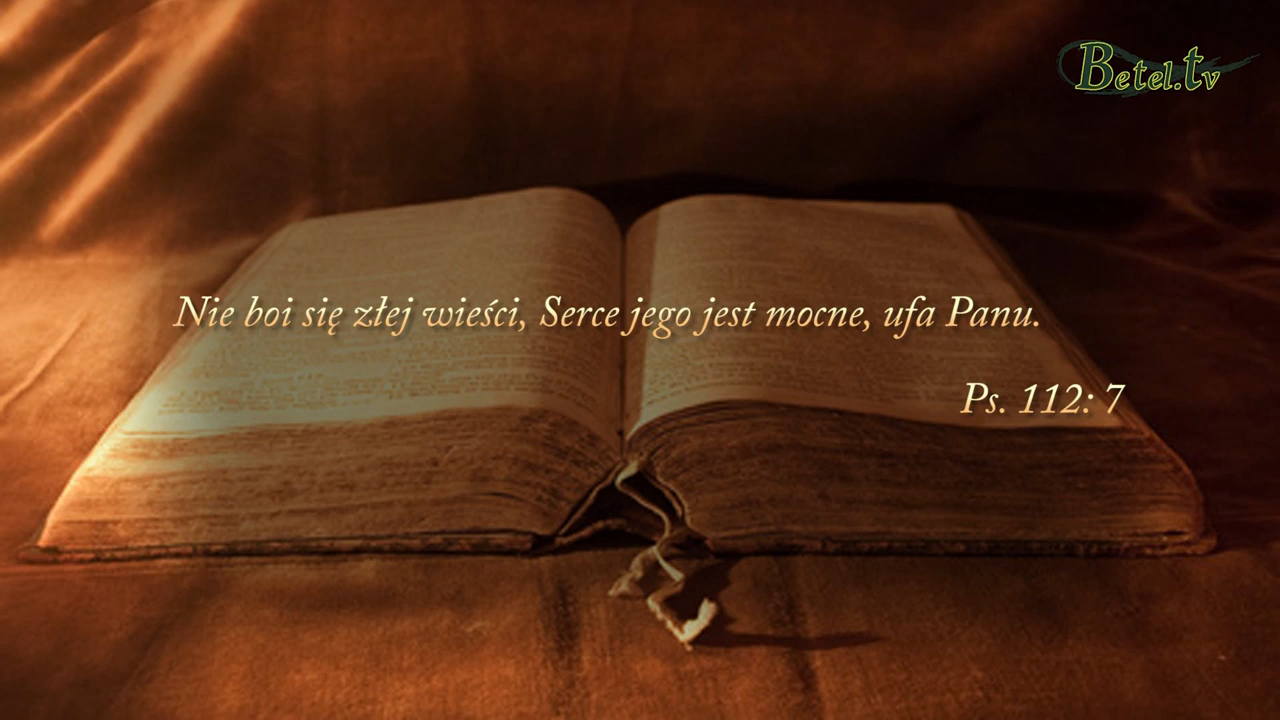 Betel.tv
Nie boi się złej wieści, Serce jego jest mocne, ufa Panu.
Ps. 112: 7